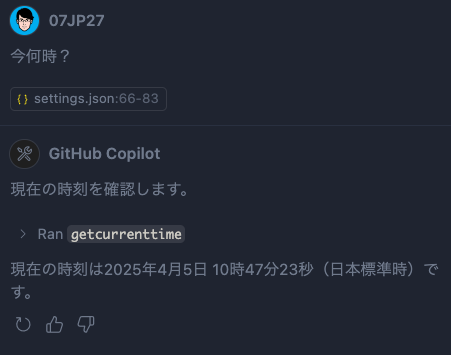 07JP27
今何時？
{} settings.json:66-83
GitHub Copilot
現在の時刻を確認します。
> Ran getcurrenttime
現在の時刻は2025年4月5日 10時47分23秒（日本標準時）で
す。